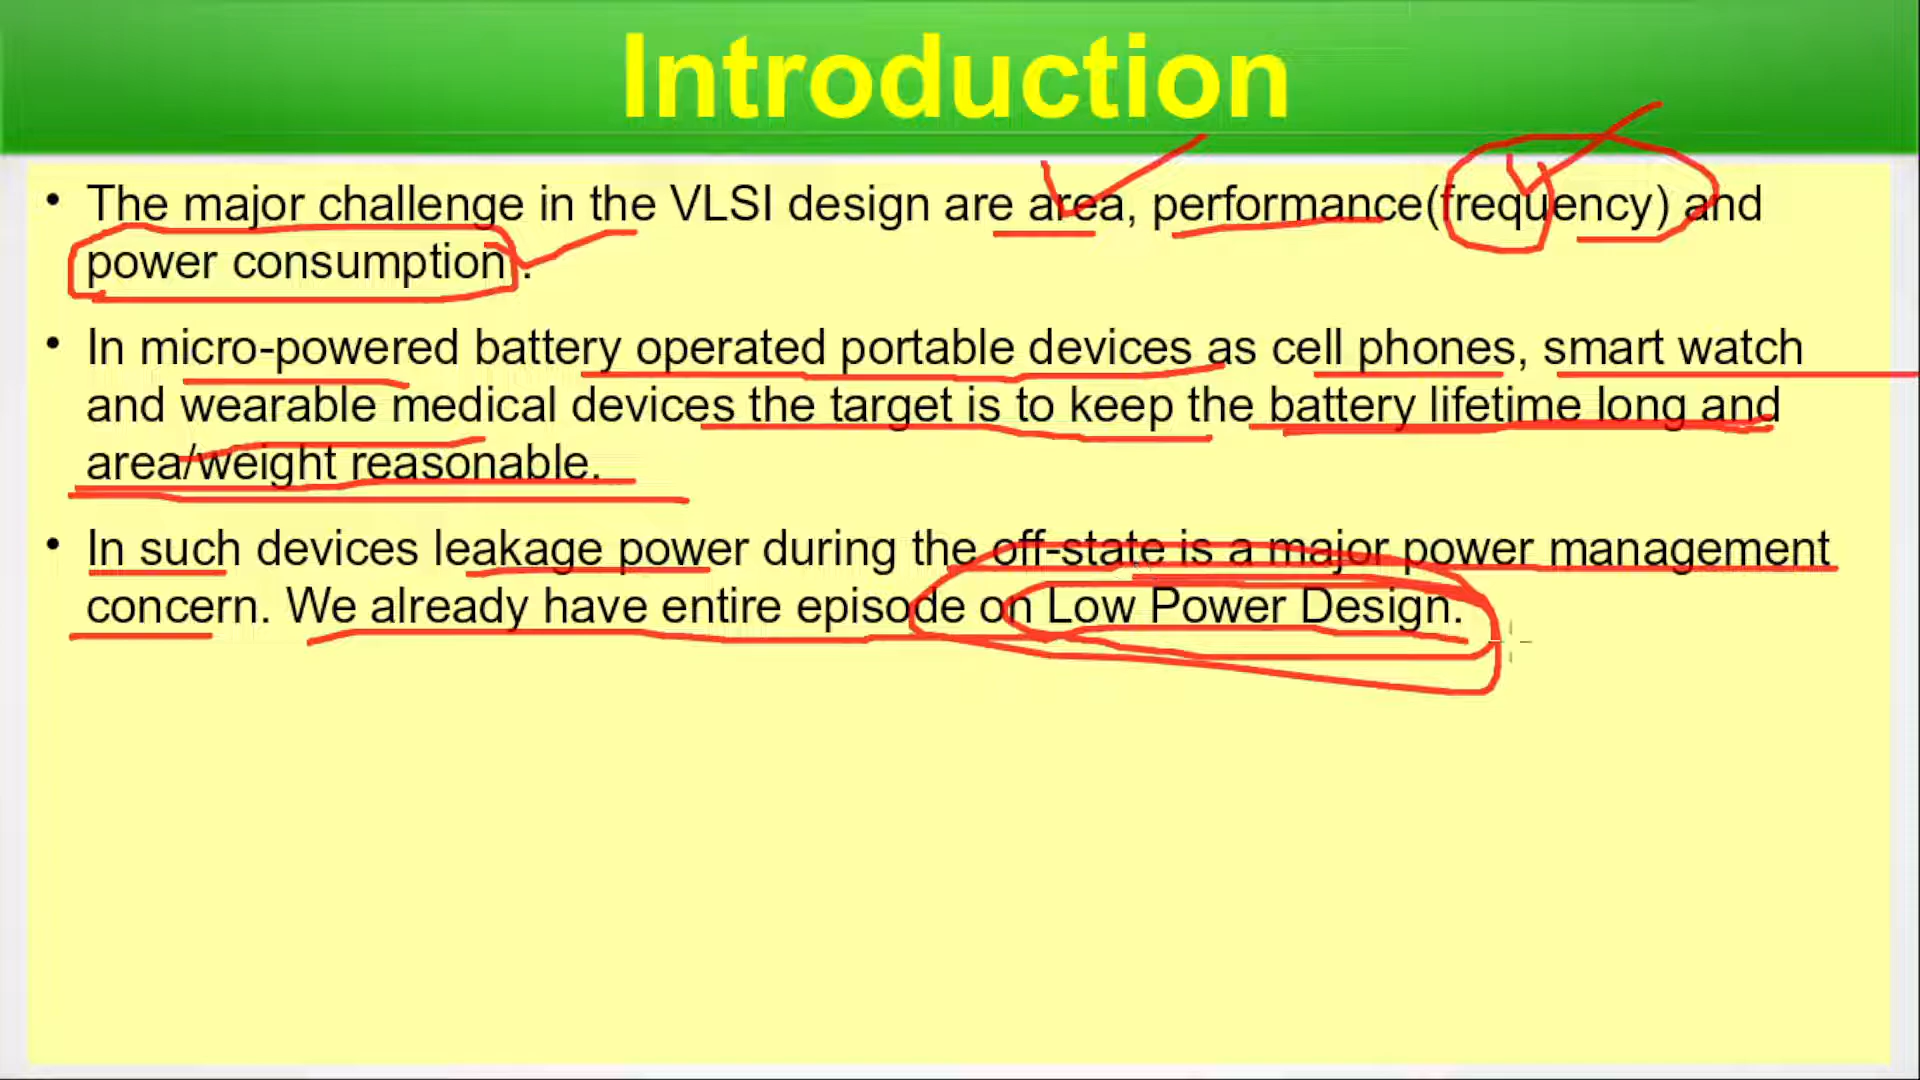 Introduction
• The major challenge in the VLSI design are area, performance(frequency) and
power consumption .
• In micro-powered battery operated portable devices as cell phones, smart watch
and wearable medical devices the target is to keep the battery lifetime long and
area/weight reasonable.
• In such devices leakage power during the off-state is a major power management
concern. We already have entire episode on Low Power Design.